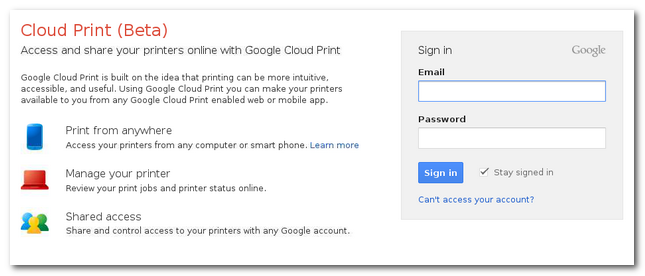 Cloud Print (Beta)
Access and share your printers online with Google Cloud Print
Google Cloud Print is built on the idea that printing can be more intuitive,
accessible, and useful. Using Google Cloud Print you can make your printers
available to you from any Google Cloud Print enabled web or mobile app.
Print from anywhere
Access your printers from any computer or smart phone. Learn more
Manage your printer
Review your print jobs and printer status online.
Shared access
Share and control access to your printers with any Google account.
Sign in Google
Email
Password
Sign in Stay signed in
Can't access your account?